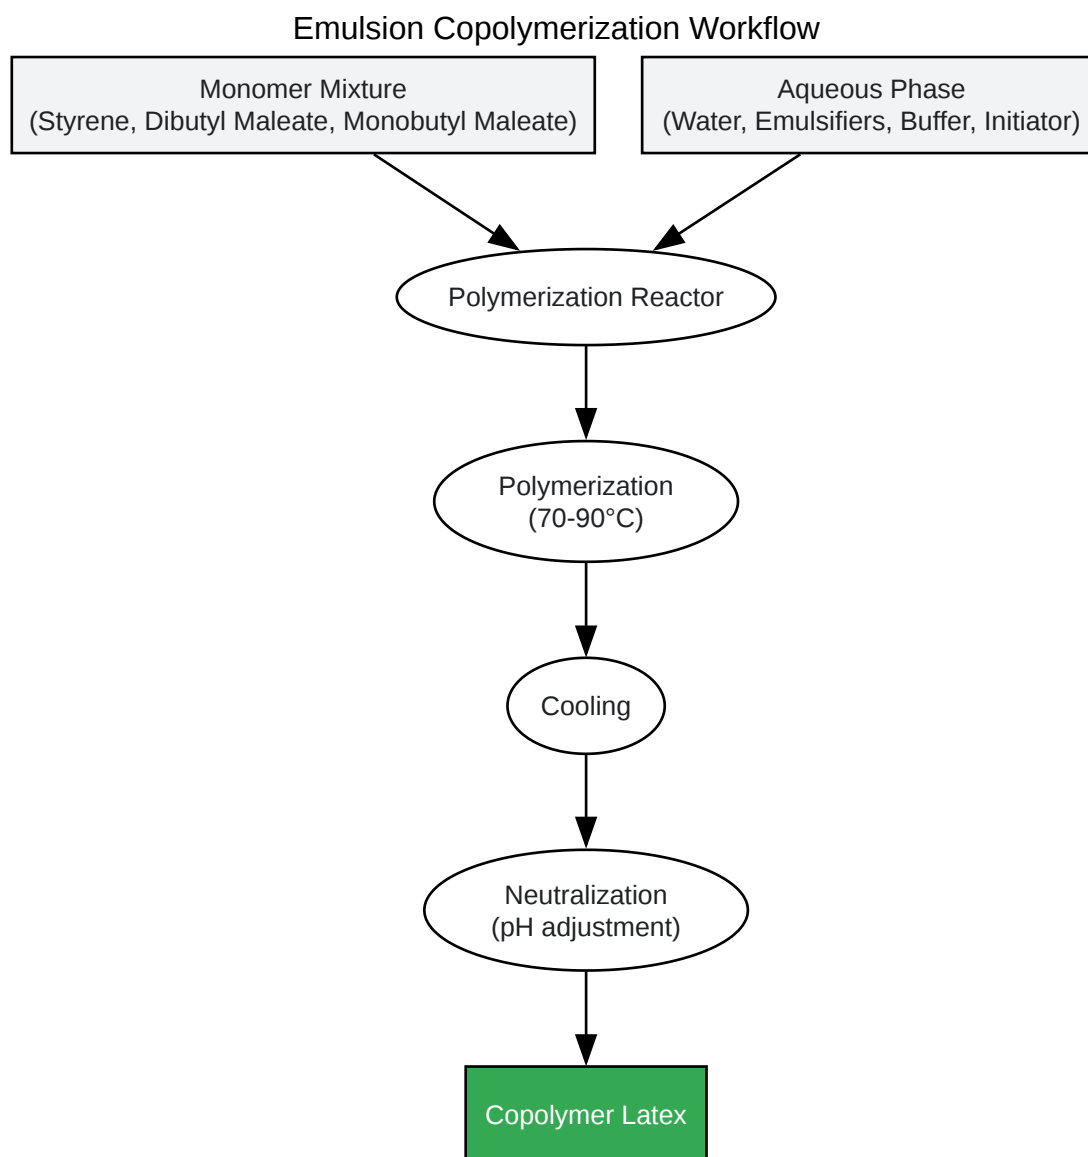 Emulsion Copolymerization Workflow
Monomer Mixture
(Styrene, Dibutyl Maleate, Monobutyl Maleate)
Aqueous Phase
(Water, Emulsifiers, Buffer, Initiator)
Polymerization Reactor
Polymerization
(70-90°C)
Cooling
Neutralization
(pH adjustment)
Copolymer Latex